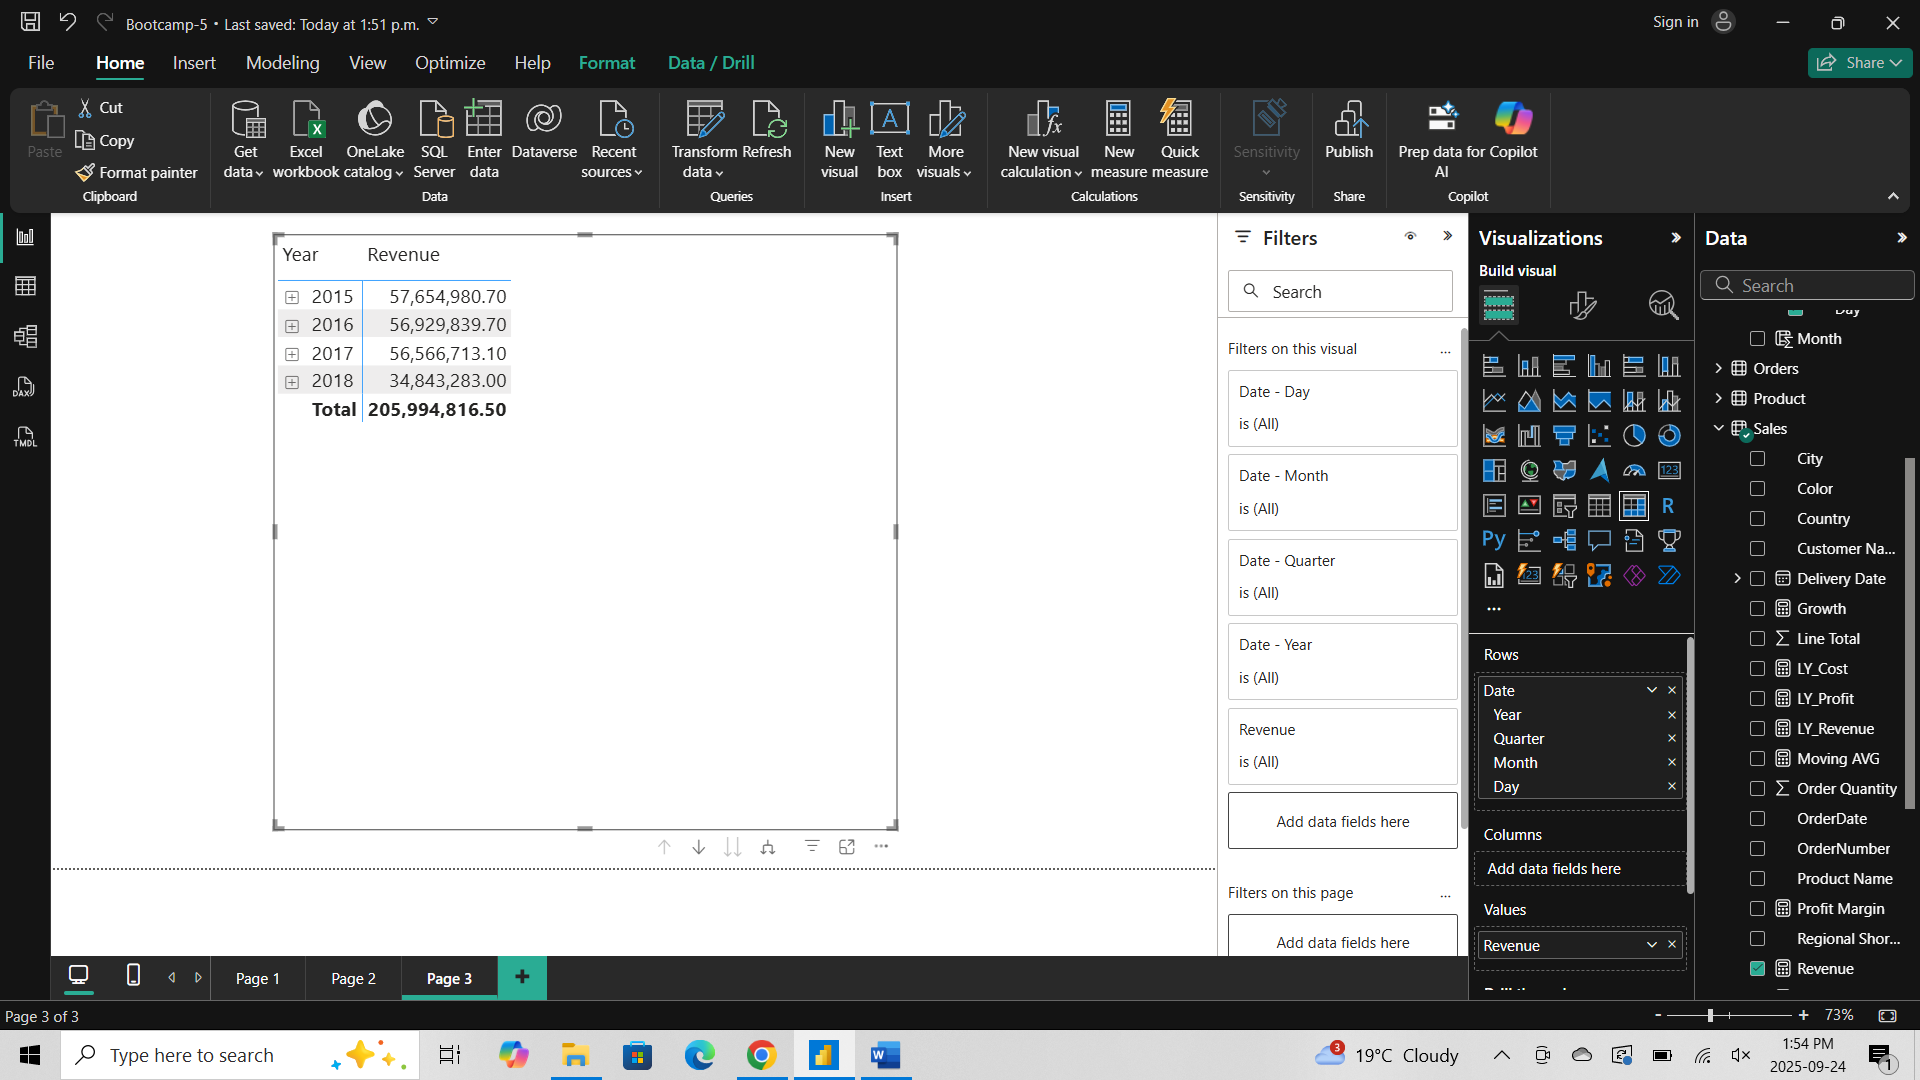 Bootcamp-5 • Last saved: Today at 1:51 p.m.
Sign in
File Home Insert Modeling View Optimize Help Format Data / Drill
Share
Paste
Cut
Copy
Format painter
Clipboard
Get data
Excel workbook
OneLake catalog
SQL Server
Enter data
Dataverse
Recent sources
Data
Transform data
Refresh
Queries
New visual
Text box
More visuals
Insert
New visual calculation
New measure
Quick measure
Calculations
Sensitivity
Sensitivity
Publish
Share
Prep data for AI
Copilot
Copilot
DAX
TMDL
Year Revenue
2015 57,654,980.70
2016 56,929,839.70
2017 56,566,713.10
2018 34,843,283.00
Total 205,994,816.50
Filters
Search
Filters on this visual ...
Date - Day
is (All)
Date - Month
is (All)
Date - Quarter
is (All)
Date - Year
is (All)
Revenue
is (All)
Add data fields here
Filters on this page ...
Add data fields here
Visualizations
Build visual
123
R
Py
123
...
Rows
Date
Year
Quarter
Month
Day
Columns
Add data fields here
Values
Revenue
Data
Search
Day
Month
Orders
Product
Sales
City
Color
Country
Customer Na...
Delivery Date
Growth
Line Total
LY_Cost
LY_Profit
LY_Revenue
Moving AVG
Order Quantity
OrderDate
OrderNumber
Product Name
Profit Margin
Regional Shor...
Revenue
Page 1 Page 2 Page 3 +
Page 3 of 3
- + 73%
Type here to search
3
19°C Cloudy
1:54 PM
2025-09-24
1